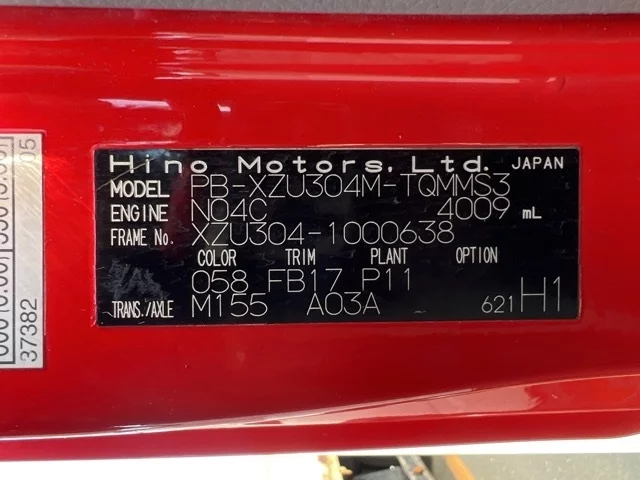 Hino Motors, Ltd. JAPAN
MODEL PB-XZU304M-TQMMS3
ENGINE N04C 4009 mL
FRAME No. XZU304-1000638
COLOR TRIM PLANT OPTION
058 FB17 P11
TRANS./AXLE M155 A03A 621 H1
37382